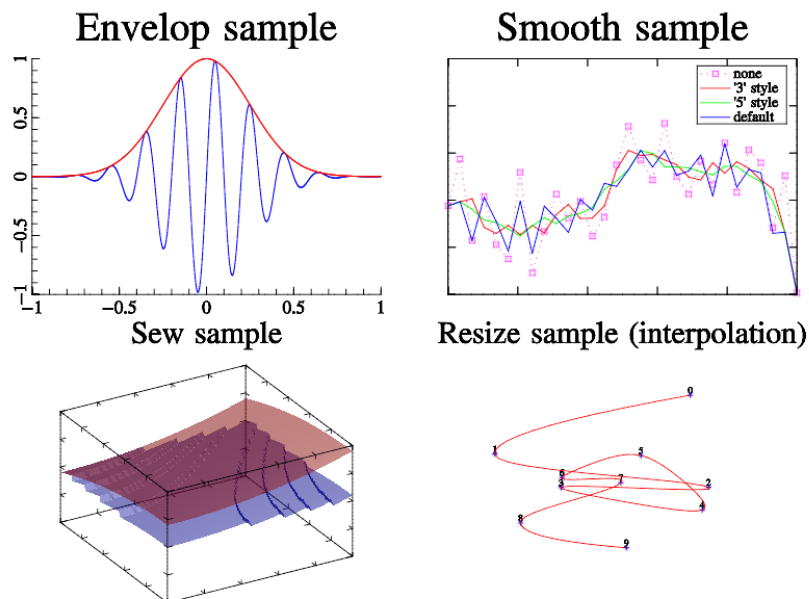 Envelop sample
Smooth sample
1
0.5
0
−0.5
−1
−1
−0.5
0
0.5
1
none
'3' style
'5' style
default
Sew sample
Resize sample (interpolation)
0
1
5
6
7
2
3
4
8
9